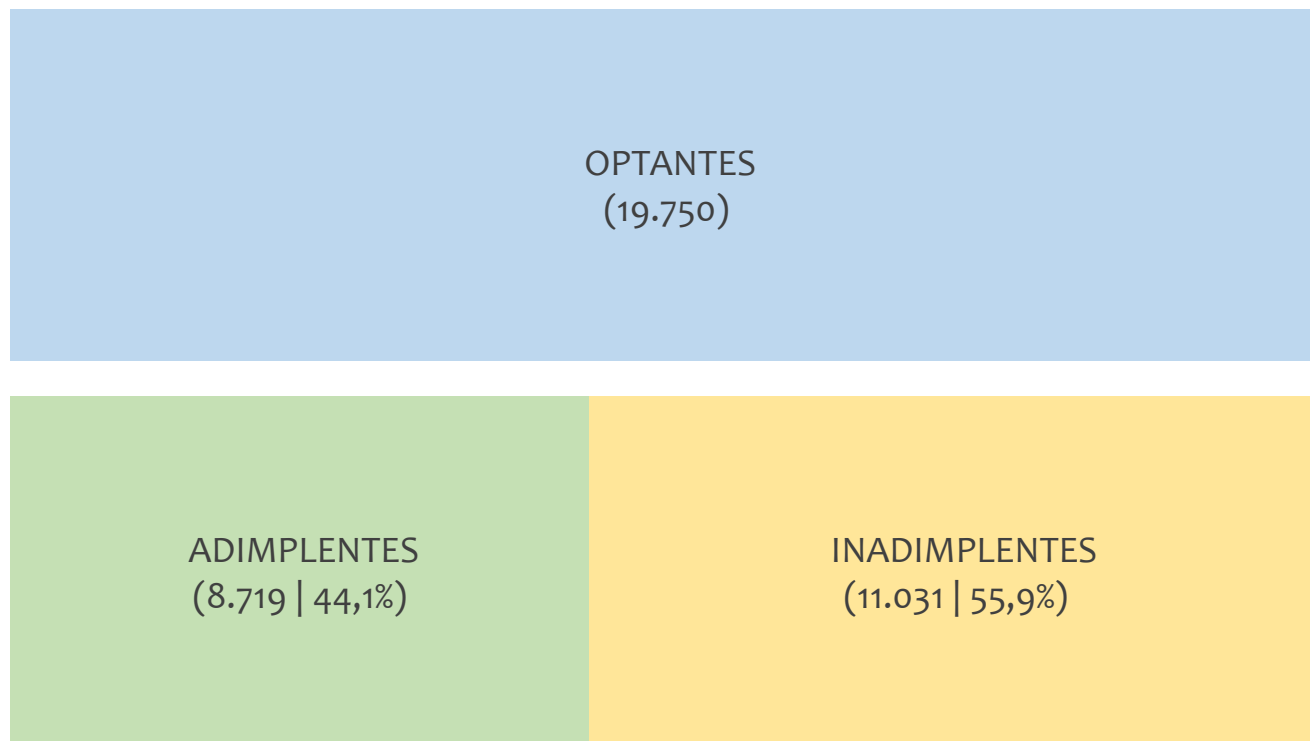 OPTANTES
(19.750)
ADIMPLENTES
(8.719 | 44,1%)
INADIMPLENTES
(11.031 | 55,9%)